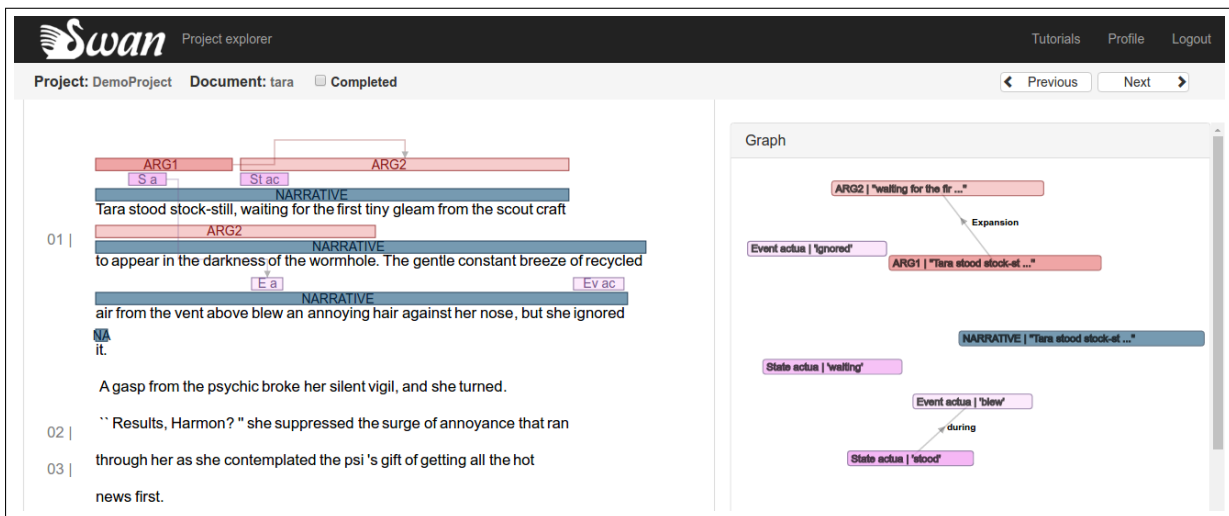 Swan Project explorer Tutorials Profile Logout
Project: DemoProject Document: tara Completed Previous Next
ARG1 ARG2
S a St ac
NARRATIVE
Tara stood stock-still, waiting for the first tiny gleam from the scout craft
ARG2
01 | NARRATIVE
to appear in the darkness of the wormhole. The gentle constant breeze of recycled
E a Ev ac
NARRATIVE
air from the vent above blew an annoying hair against her nose, but she ignored
NA
it.
A gasp from the psychic broke her silent vigil, and she turned.
02 | `` Results, Harmon? '' she suppressed the surge of annoyance that ran
03 | through her as she contemplated the psi 's gift of getting all the hot
news first.
Graph
ARG2 | "waiting for the fir ..."
Expansion
Event actua | 'ignored'
ARG1 | "Tara stood stock-st ..."
NARRATIVE | "Tara stood stock-st ..."
State actua | 'waiting'
Event actua | 'blew'
during
State actua | 'stood'